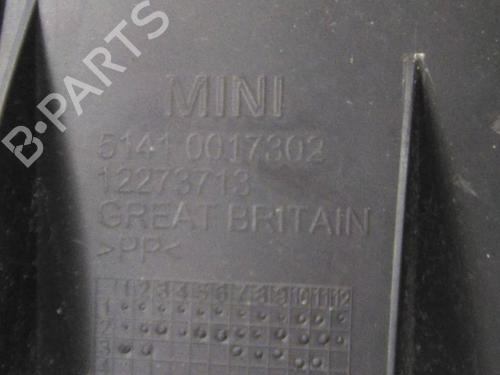 B·PARTS
MINI
5141 0017302
12273713
GREAT BRITAIN
>PP<
1 2 3 4 5 6 7 8 9 10 11 12
1
2
3